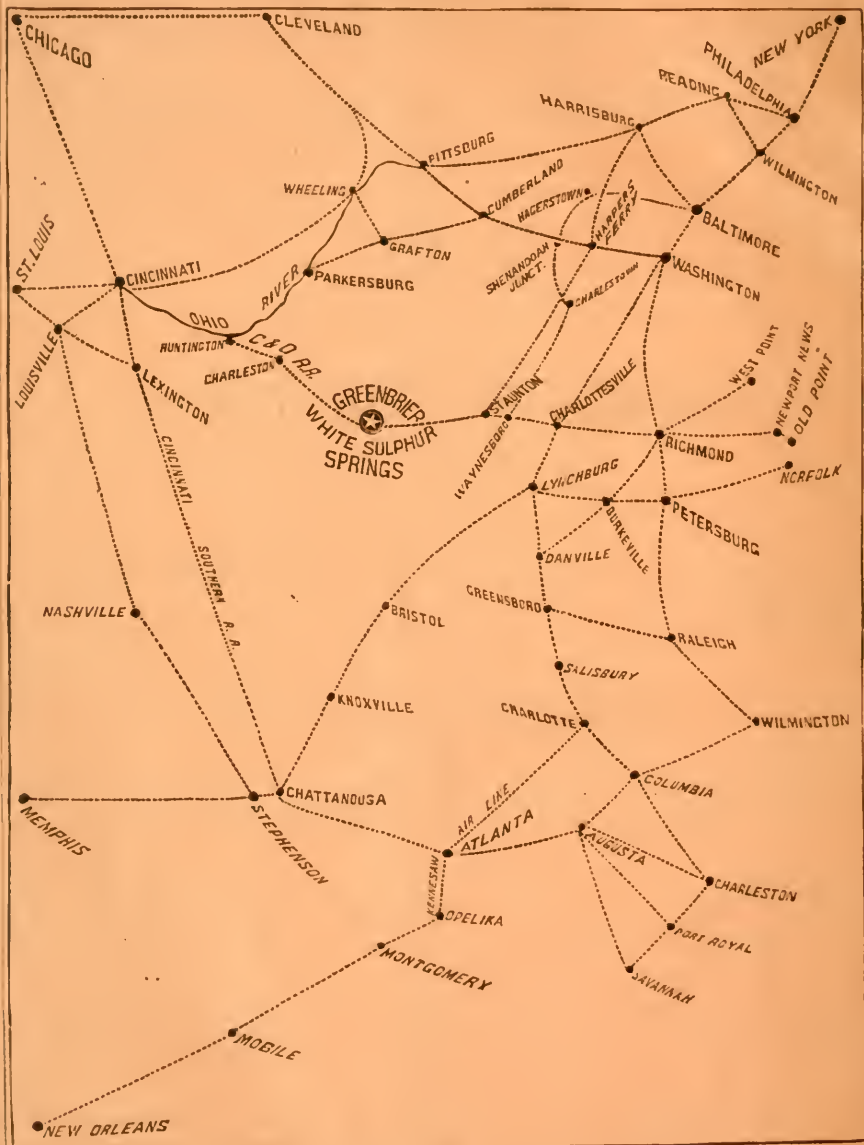 CHICAGO
CLEVELAND
NEW YORK
PHILADELPHIA
READING
HARRISBURG
PITTSBURG
WILMINGTON
WHEELING
CUMBERLAND
HAGERSTOWN
HARPERS
FERRY
BALTIMORE
GRAFTON
ST. LOUIS
CINCINNATI
RIVER
PARKERSBURG
SHENANDOAH
JUNCT.
WASHINGTON
CHARLESTOWN
OHIO
HUNTINGTON
C&O RR.
CHARLESTON
LOUISVILLE
LEXINGTON
GREENBRIER
WHITE SULPHUR
SPRINGS
STAUNTON
WAYNESBORO
CHARLOTTESVILLE
WEST POINT
NEWPORT NEWS
OLD POINT
RICHMOND
NORFOLK
LYNCHBURG
PETERSBURG
BURKEVILLE
CINCINNATI
SOUTHERN R. R.
DANVILLE
NASHVILLE
BRISTOL
GREENSBORO
RALEIGH
SALISBURY
KNOXVILLE
CHARLOTTE
WILMINGTON
COLUMBIA
CHATTANOUGA
MEMPHIS
STEPHENSON
AIR LINE
ATLANTA
AUGUSTA
KENNESAW
CHARLESTON
OPELIKA
PORT ROYAL
MONTGOMERY
SAVANNAH
MOBILE
NEW ORLEANS